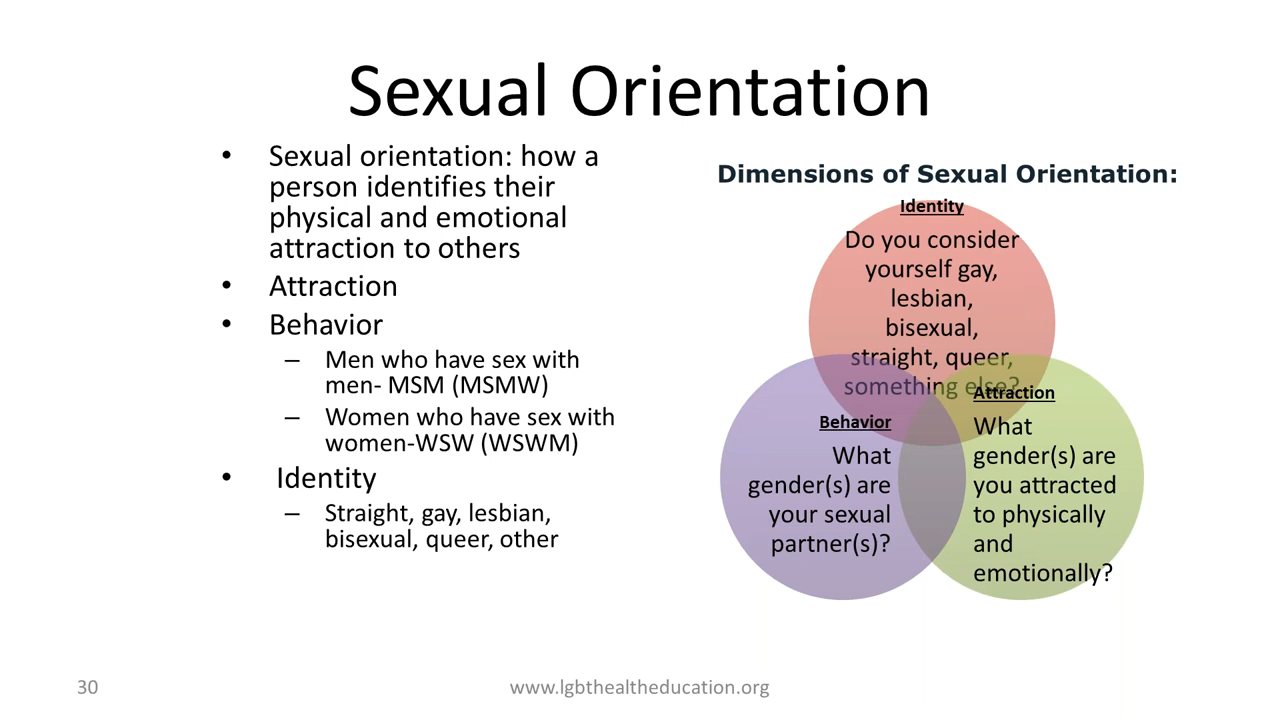 Sexual Orientation
• Sexual orientation: how a
person identifies their
physical and emotional
attraction to others
• Attraction
• Behavior
– Men who have sex with
men- MSM (MSMW)
– Women who have sex with
women-WSW (WSWM)
• Identity
– Straight, gay, lesbian,
bisexual, queer, other
Dimensions of Sexual Orientation:
Identity
Do you consider
yourself gay,
lesbian,
bisexual,
straight, queer,
something else?
Behavior
What
gender(s) are
your sexual
partner(s)?
Attraction
What
gender(s) are
you attracted
to physically
and
emotionally?
30
www.lgbthealtheducation.org